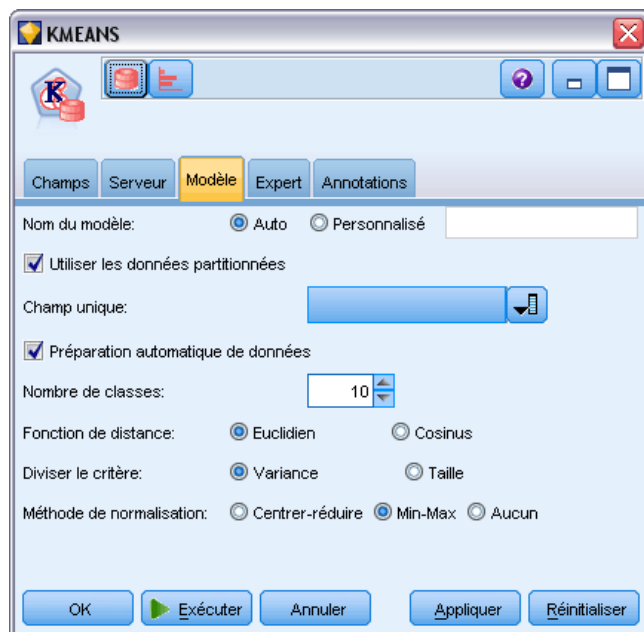 KMEANS
Champs Serveur Modèle Expert Annotations
Nom du modèle: Auto Personnalisé
Utiliser les données partitionnées
Champ unique:
Préparation automatique de données
Nombre de classes: 10
Fonction de distance: Euclidien Cosinus
Diviser le critère: Variance Taille
Méthode de normalisation: Centrer-réduire Min-Max Aucun
OK Exécuter Annuler Appliquer Réinitialiser